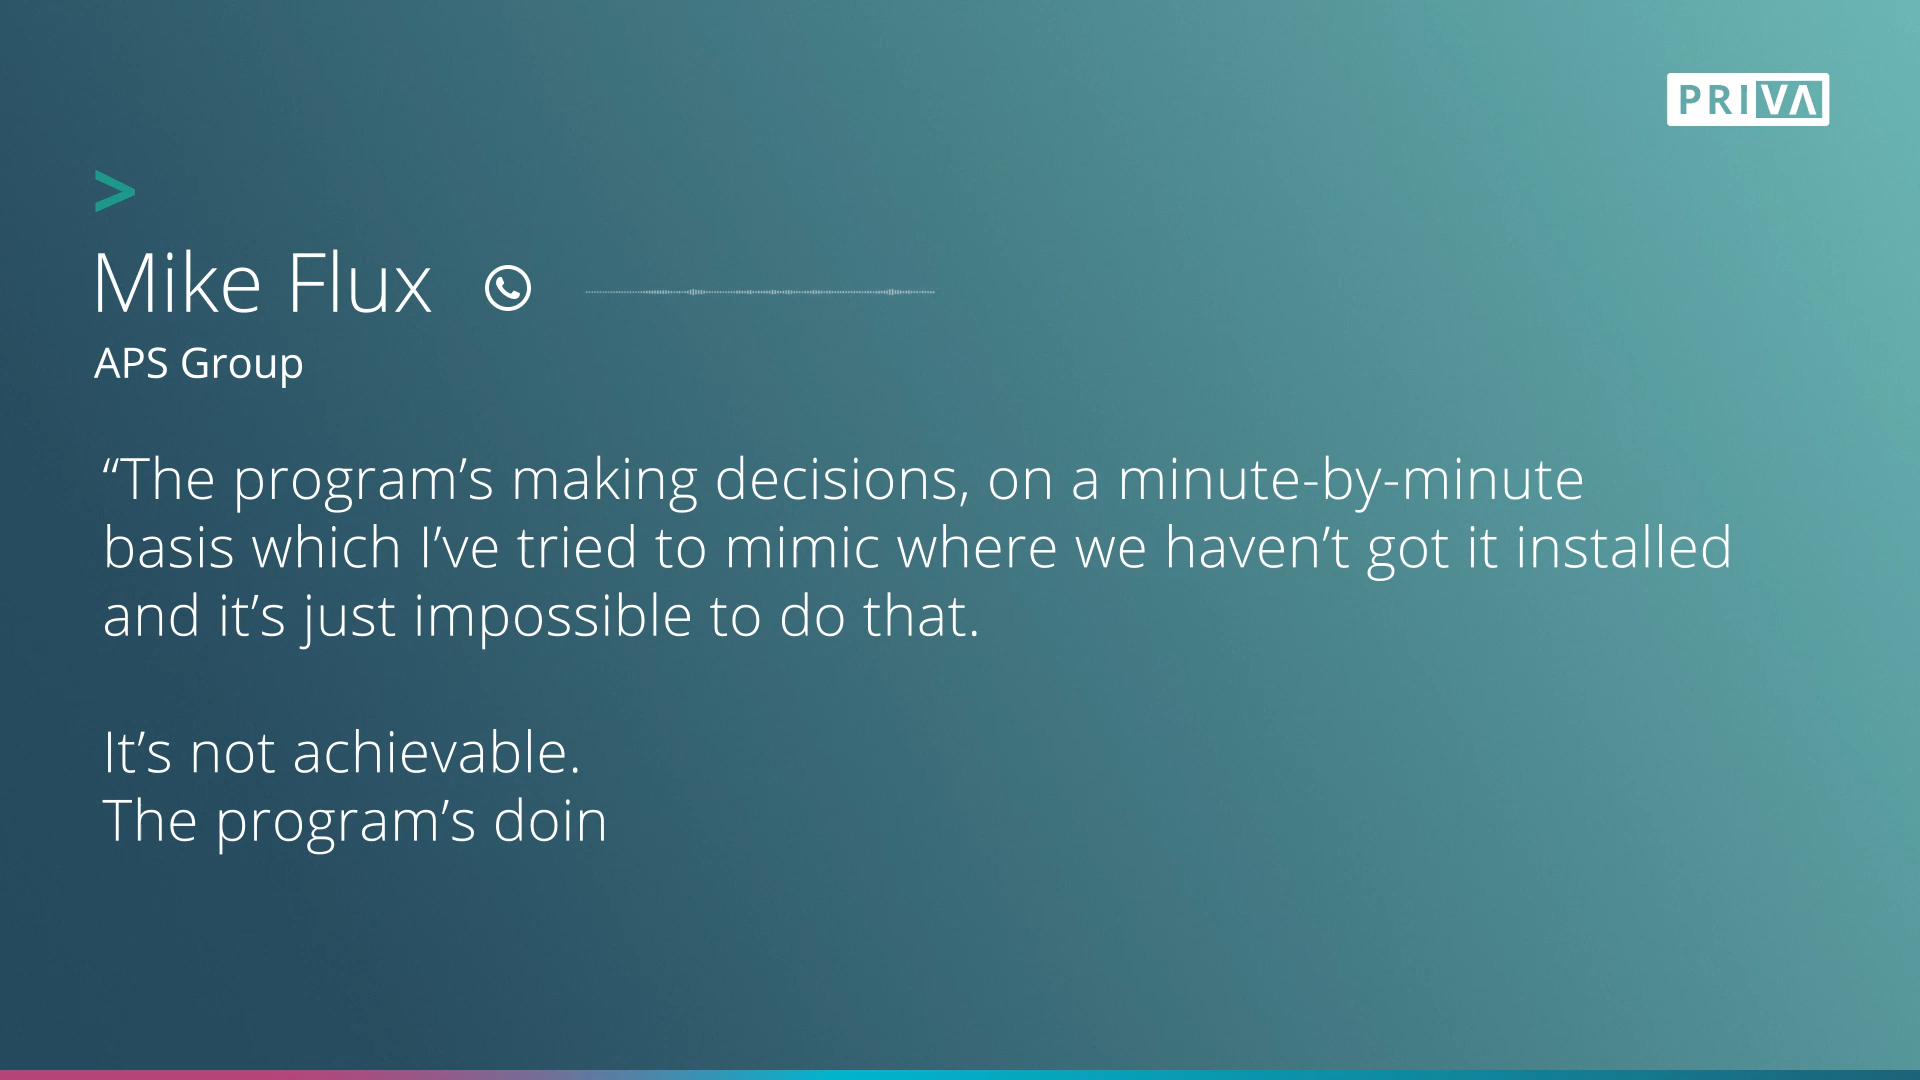 PRIVA
>
Mike Flux
APS Group
“The program’s making decisions, on a minute-by-minute
basis which I’ve tried to mimic where we haven’t got it installed
and it’s just impossible to do that.
It’s not achievable.
The program’s doin